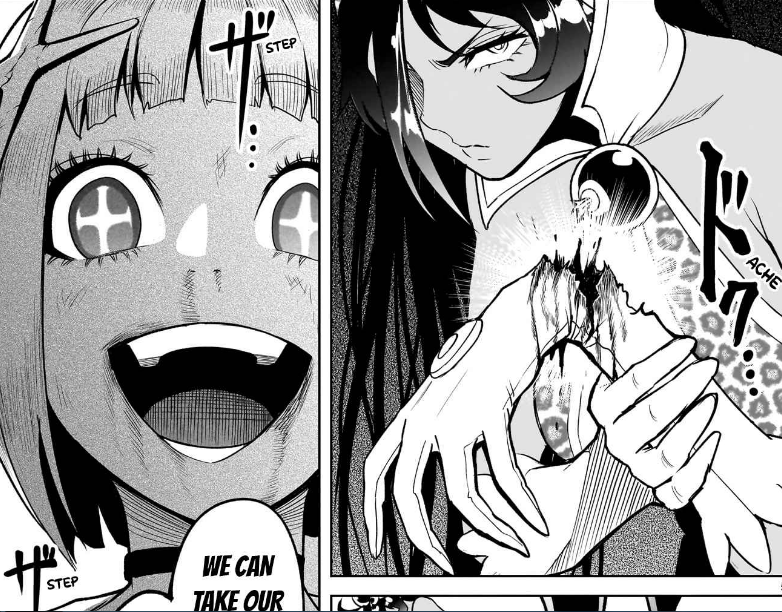 ド
ク
…
ACHE
ザ
…
STEP
WE CAN
TAKE OUR
ザ
STEP